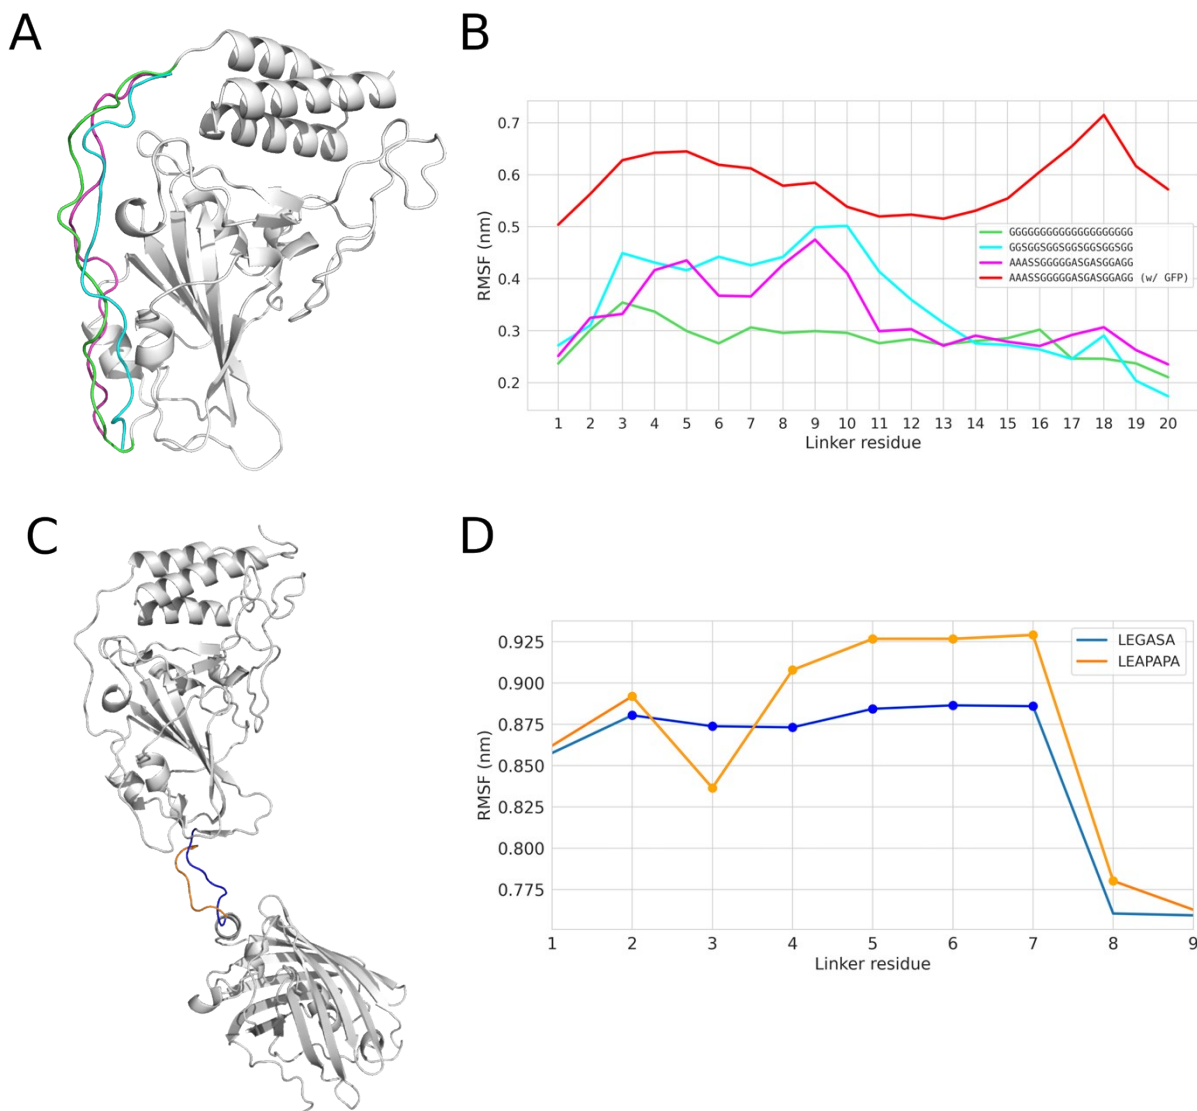 A
B
RMSF (nm)
0.7
0.6
0.5
0.4
0.3
0.2
GGGGGGGGGGGGGGGGGGGG
GGSGGSGGSGGSGGSGGSGG
AAASSGGGGGASGASGGAGG
AAASSGGGGGASGASGGAGG (w/ GFP)
1 2 3 4 5 6 7 8 9 10 11 12 13 14 15 16 17 18 19 20
Linker residue
C
D
RMSF (nm)
0.925
0.900
0.875
0.850
0.825
0.800
0.775
LEGASA
LEAPAPA
1 2 3 4 5 6 7 8 9
Linker residue